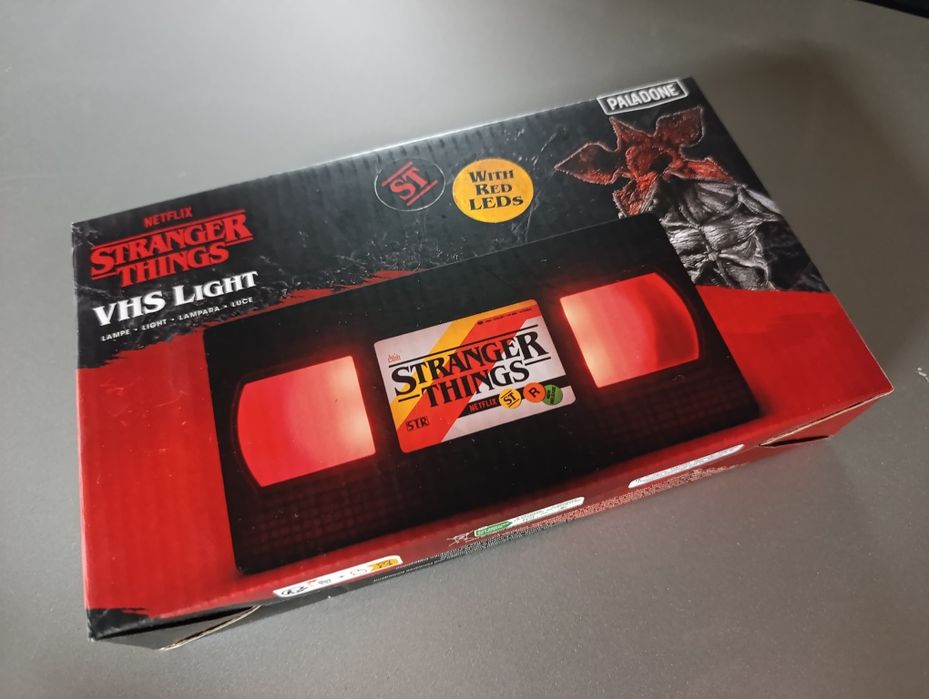 PALADONE
ST
WITH
RED
LEDs
NETFLIX
STRANGER
THINGS
VHS LIGHT
LAMPE • LIGHT • LAMPARA • LUCE
STRANGER
THINGS
NETFLIX
ST
R
STR